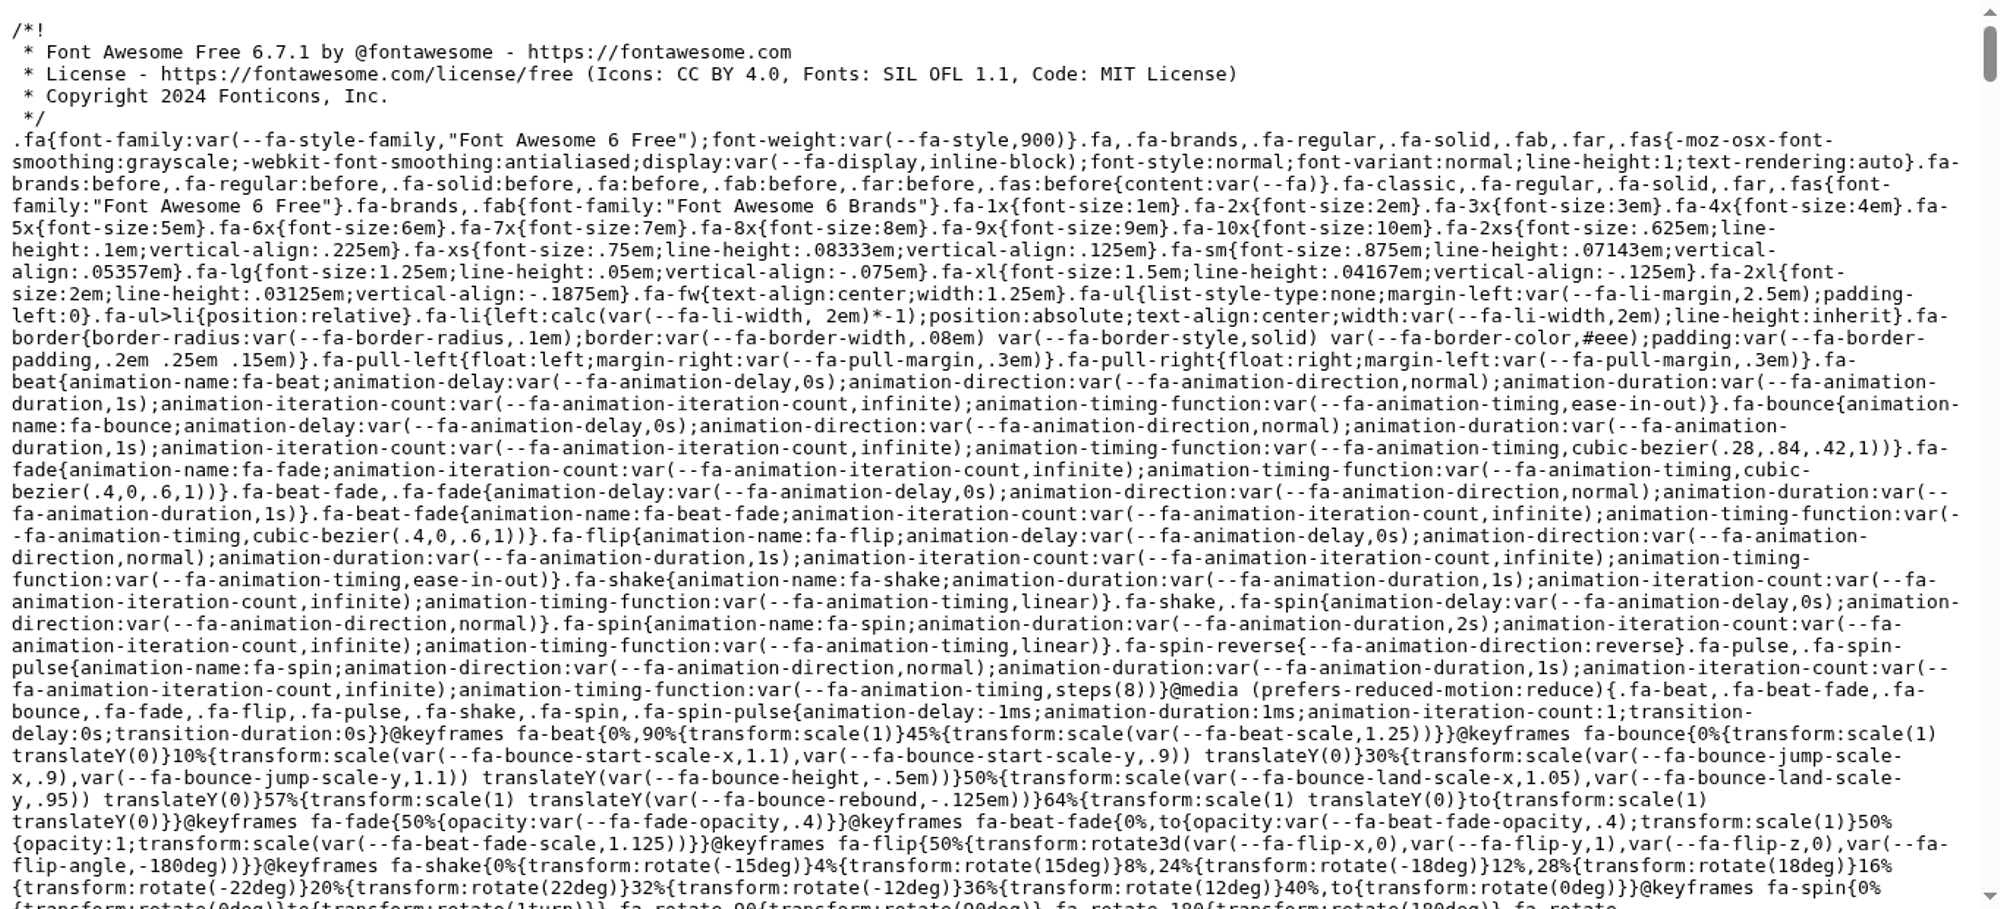 /*!
 * Font Awesome Free 6.7.1 by @fontawesome - https://fontawesome.com
 * License - https://fontawesome.com/license/free (Icons: CC BY 4.0, Fonts: SIL OFL 1.1, Code: MIT License)
 * Copyright 2024 Fonticons, Inc.
 */
.fa{font-family:var(--fa-style-family,"Font Awesome 6 Free");font-weight:var(--fa-style,900)}.fa,.fa-brands,.fa-regular,.fa-solid,.fab,.far,.fas{-moz-osx-font-
smoothing:grayscale;-webkit-font-smoothing:antialiased;display:var(--fa-display,inline-block);font-style:normal;font-variant:normal;line-height:1;text-rendering:auto}.fa-
brands:before,.fa-regular:before,.fa-solid:before,.fa:before,.fab:before,.far:before,.fas:before{content:var(--fa)}.fa-classic,.fa-regular,.fa-solid,.far,.fas{font-
family:"Font Awesome 6 Free"}.fa-brands,.fab{font-family:"Font Awesome 6 Brands"}.fa-1x{font-size:1em}.fa-2x{font-size:2em}.fa-3x{font-size:3em}.fa-4x{font-size:4em}.fa-
5x{font-size:5em}.fa-6x{font-size:6em}.fa-7x{font-size:7em}.fa-8x{font-size:8em}.fa-9x{font-size:9em}.fa-10x{font-size:10em}.fa-2xs{font-size:.625em;line-
height:.1em;vertical-align:.225em}.fa-xs{font-size:.75em;line-height:.08333em;vertical-align:.125em}.fa-sm{font-size:.875em;line-height:.07143em;vertical-
align:.05357em}.fa-lg{font-size:1.25em;line-height:.05em;vertical-align:-.075em}.fa-xl{font-size:1.5em;line-height:.04167em;vertical-align:-.125em}.fa-2xl{font-
size:2em;line-height:.03125em;vertical-align:-.1875em}.fa-fw{text-align:center;width:1.25em}.fa-ul{list-style-type:none;margin-left:var(--fa-li-margin,2.5em);padding-
left:0}.fa-ul>li{position:relative}.fa-li{left:calc(var(--fa-li-width, 2em)*-1);position:absolute;text-align:center;width:var(--fa-li-width,2em);line-height:inherit}.fa-
border{border-radius:var(--fa-border-radius,.1em);border:var(--fa-border-width,.08em) var(--fa-border-style,solid) var(--fa-border-color,#eee);padding:var(--fa-border-
padding,.2em .25em .15em)}.fa-pull-left{float:left;margin-right:var(--fa-pull-margin,.3em)}.fa-pull-right{float:right;margin-left:var(--fa-pull-margin,.3em)}.fa-
beat{animation-name:fa-beat;animation-delay:var(--fa-animation-delay,0s);animation-direction:var(--fa-animation-direction,normal);animation-duration:var(--fa-animation-
duration,1s);animation-iteration-count:var(--fa-animation-iteration-count,infinite);animation-timing-function:var(--fa-animation-timing,ease-in-out)}.fa-bounce{animation-
name:fa-bounce;animation-delay:var(--fa-animation-delay,0s);animation-direction:var(--fa-animation-direction,normal);animation-duration:var(--fa-animation-
duration,1s);animation-iteration-count:var(--fa-animation-iteration-count,infinite);animation-timing-function:var(--fa-animation-timing,cubic-bezier(.28,.84,.42,1))}.fa-
fade{animation-name:fa-fade;animation-iteration-count:var(--fa-animation-iteration-count,infinite);animation-timing-function:var(--fa-animation-timing,cubic-
bezier(.4,0,.6,1))}.fa-beat-fade,.fa-fade{animation-delay:var(--fa-animation-delay,0s);animation-direction:var(--fa-animation-direction,normal);animation-duration:var(--
fa-animation-duration,1s)}.fa-beat-fade{animation-name:fa-beat-fade;animation-iteration-count:var(--fa-animation-iteration-count,infinite);animation-timing-function:var(-
-fa-animation-timing,cubic-bezier(.4,0,.6,1))}.fa-flip{animation-name:fa-flip;animation-delay:var(--fa-animation-delay,0s);animation-direction:var(--fa-animation-
direction,normal);animation-duration:var(--fa-animation-duration,1s);animation-iteration-count:var(--fa-animation-iteration-count,infinite);animation-timing-
function:var(--fa-animation-timing,ease-in-out)}.fa-shake{animation-name:fa-shake;animation-duration:var(--fa-animation-duration,1s);animation-iteration-count:var(--fa-
animation-iteration-count,infinite);animation-timing-function:var(--fa-animation-timing,linear)}.fa-shake,.fa-spin{animation-delay:var(--fa-animation-delay,0s);animation-
direction:var(--fa-animation-direction,normal)}.fa-spin{animation-name:fa-spin;animation-duration:var(--fa-animation-duration,2s);animation-iteration-count:var(--fa-
animation-iteration-count,infinite);animation-timing-function:var(--fa-animation-timing,linear)}.fa-spin-reverse{--fa-animation-direction:reverse}.fa-pulse,.fa-spin-
pulse{animation-name:fa-spin;animation-direction:var(--fa-animation-direction,normal);animation-duration:var(--fa-animation-duration,1s);animation-iteration-count:var(--
fa-animation-iteration-count,infinite);animation-timing-function:var(--fa-animation-timing,steps(8))}@media (prefers-reduced-motion:reduce){.fa-beat,.fa-beat-fade,.fa-
bounce,.fa-fade,.fa-flip,.fa-pulse,.fa-shake,.fa-spin,.fa-spin-pulse{animation-delay:-1ms;animation-duration:1ms;animation-iteration-count:1;transition-
delay:0s;transition-duration:0s}}@keyframes fa-beat{0%,90%{transform:scale(1)}45%{transform:scale(var(--fa-beat-scale,1.25))}}@keyframes fa-bounce{0%{transform:scale(1)
translateY(0)}10%{transform:scale(var(--fa-bounce-start-scale-x,1.1),var(--fa-bounce-start-scale-y,.9)) translateY(0)}30%{transform:scale(var(--fa-bounce-jump-scale-
x,.9),var(--fa-bounce-jump-scale-y,1.1)) translateY(var(--fa-bounce-height,-.5em))}50%{transform:scale(var(--fa-bounce-land-scale-x,1.05),var(--fa-bounce-land-scale-
y,.95)) translateY(0)}57%{transform:scale(1) translateY(var(--fa-bounce-rebound,-.125em))}64%{transform:scale(1) translateY(0)}to{transform:scale(1)
translateY(0)}}@keyframes fa-fade{50%{opacity:var(--fa-fade-opacity,.4)}}@keyframes fa-beat-fade{0%,to{opacity:var(--fa-beat-fade-opacity,.4);transform:scale(1)}50%
{opacity:1;transform:scale(var(--fa-beat-fade-scale,1.125))}}@keyframes fa-flip{50%{transform:rotate3d(var(--fa-flip-x,0),var(--fa-flip-y,1),var(--fa-flip-z,0),var(--fa-
flip-angle,-180deg))}}@keyframes fa-shake{0%{transform:rotate(-15deg)}4%{transform:rotate(15deg)}8%,24%{transform:rotate(-18deg)}12%,28%{transform:rotate(18deg)}16%
{transform:rotate(-22deg)}20%{transform:rotate(22deg)}32%{transform:rotate(-12deg)}36%{transform:rotate(12deg)}40%,to{transform:rotate(0deg)}}@keyframes fa-spin{0%
{transform:rotate(0deg)}to{transform:rotate(1turn)}}.fa-rotate-90{transform:rotate(90deg)}.fa-rotate-180{transform:rotate(180deg)}.fa-rotate-